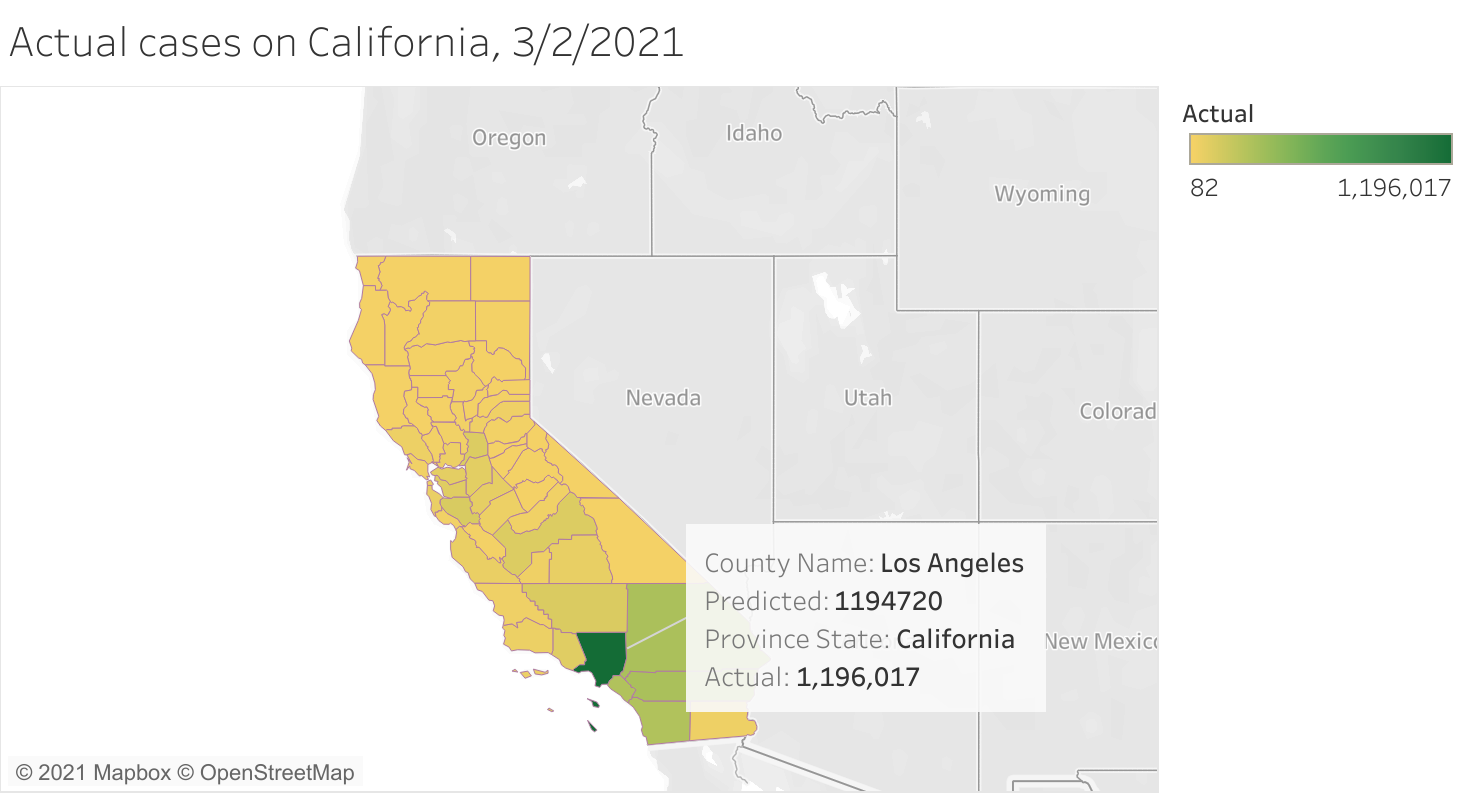 Actual cases on California, 3/2/2021
Actual
82 1,196,017
Oregon
Idaho
Wyoming
Nevada
Utah
Colorad
County Name: Los Angeles
Predicted: 1194720
Province State: California
Actual: 1,196,017
New Mexic
© 2021 Mapbox © OpenStreetMap